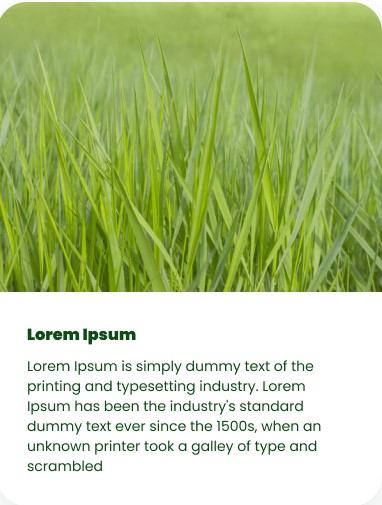 Lorem Ipsum
Lorem Ipsum is simply dummy text of the
printing and typesetting industry. Lorem
Ipsum has been the industry's standard
dummy text ever since the 1500s, when an
unknown printer took a galley of type and
scrambled